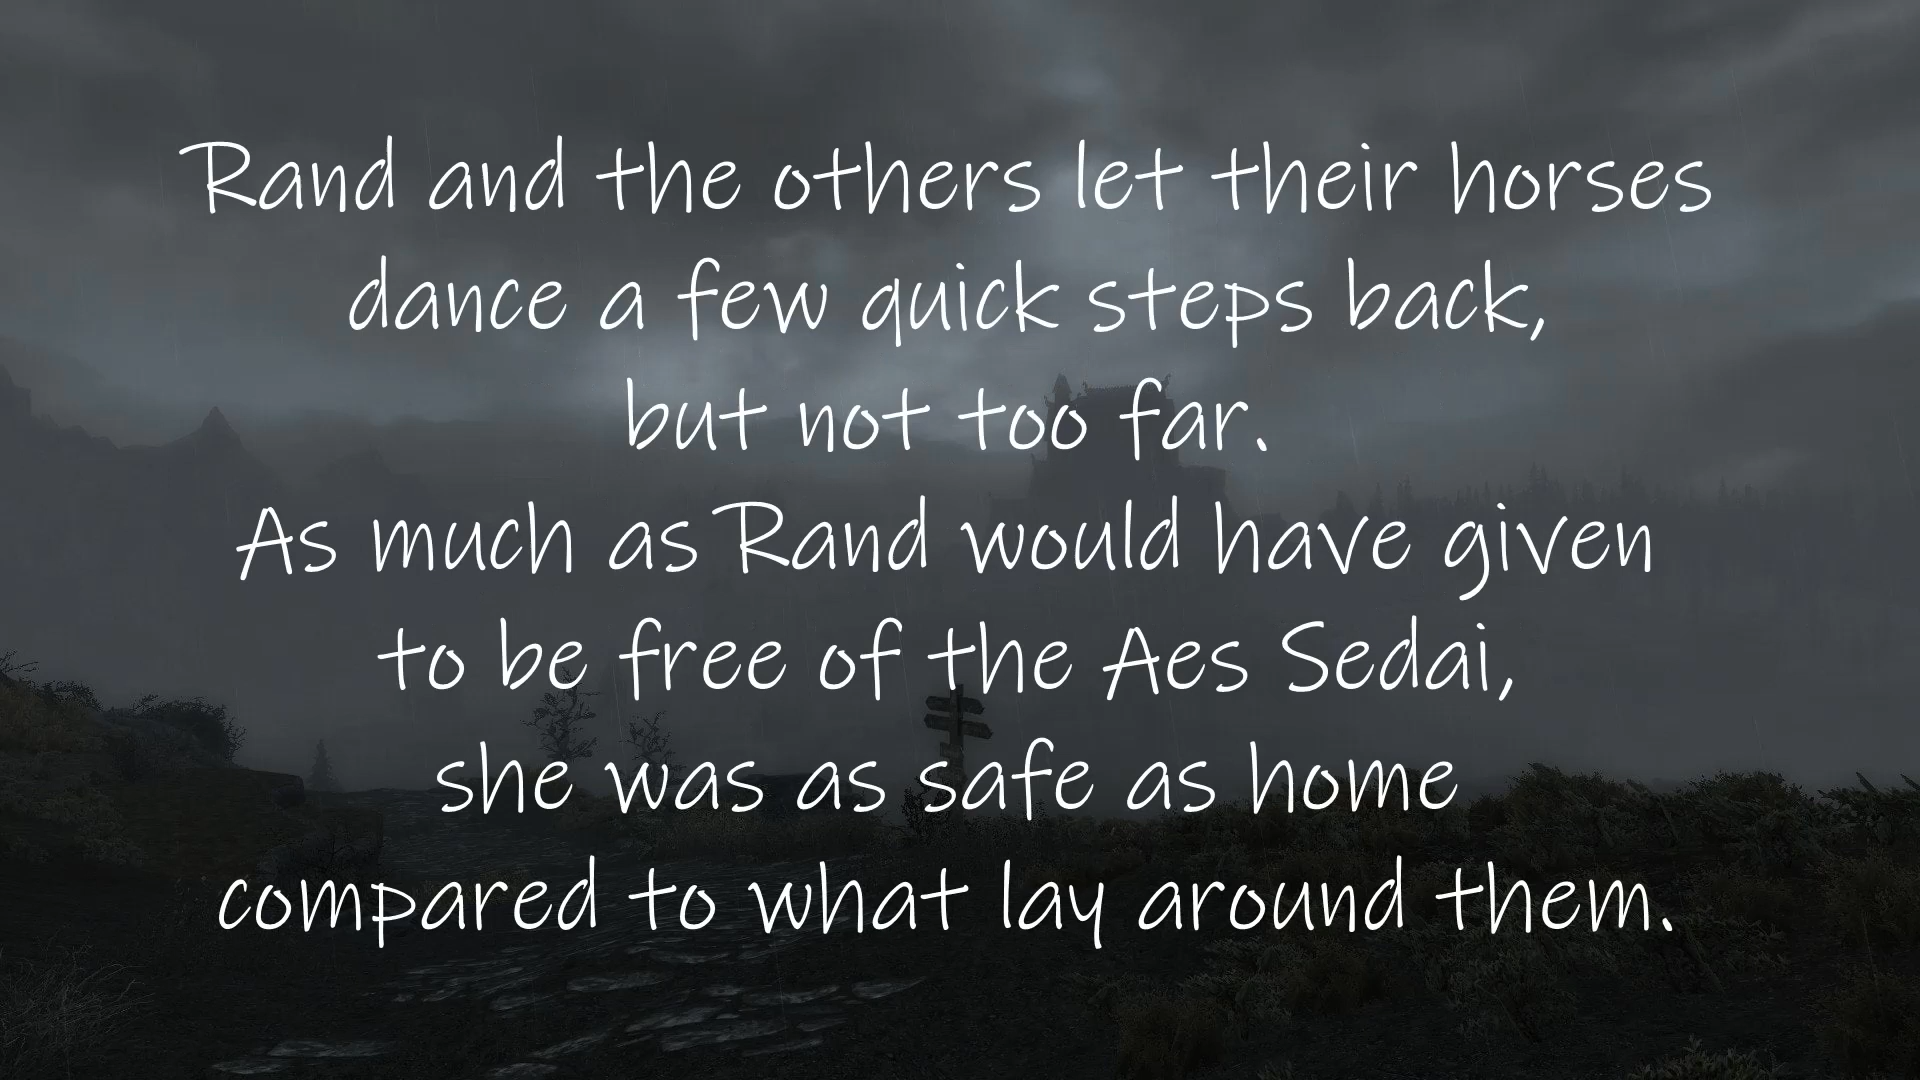 Rand and the others let their horses
dance a few quick steps back,
but not too far.
As much as Rand would have given
to be free of the Aes Sedai,
she was as safe as home
compared to what lay around them.